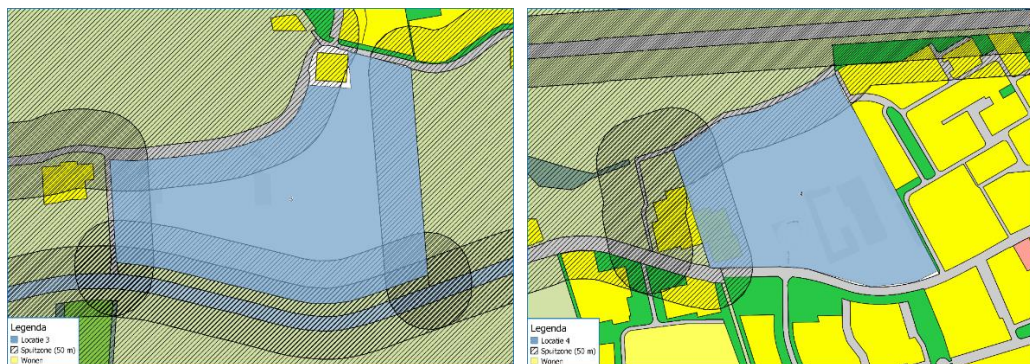 Legenda
Locatie 3
Spuitzone (50 m)
Wonen
Legenda
Locatie 4
Spuitzone (50 m)
Wonen